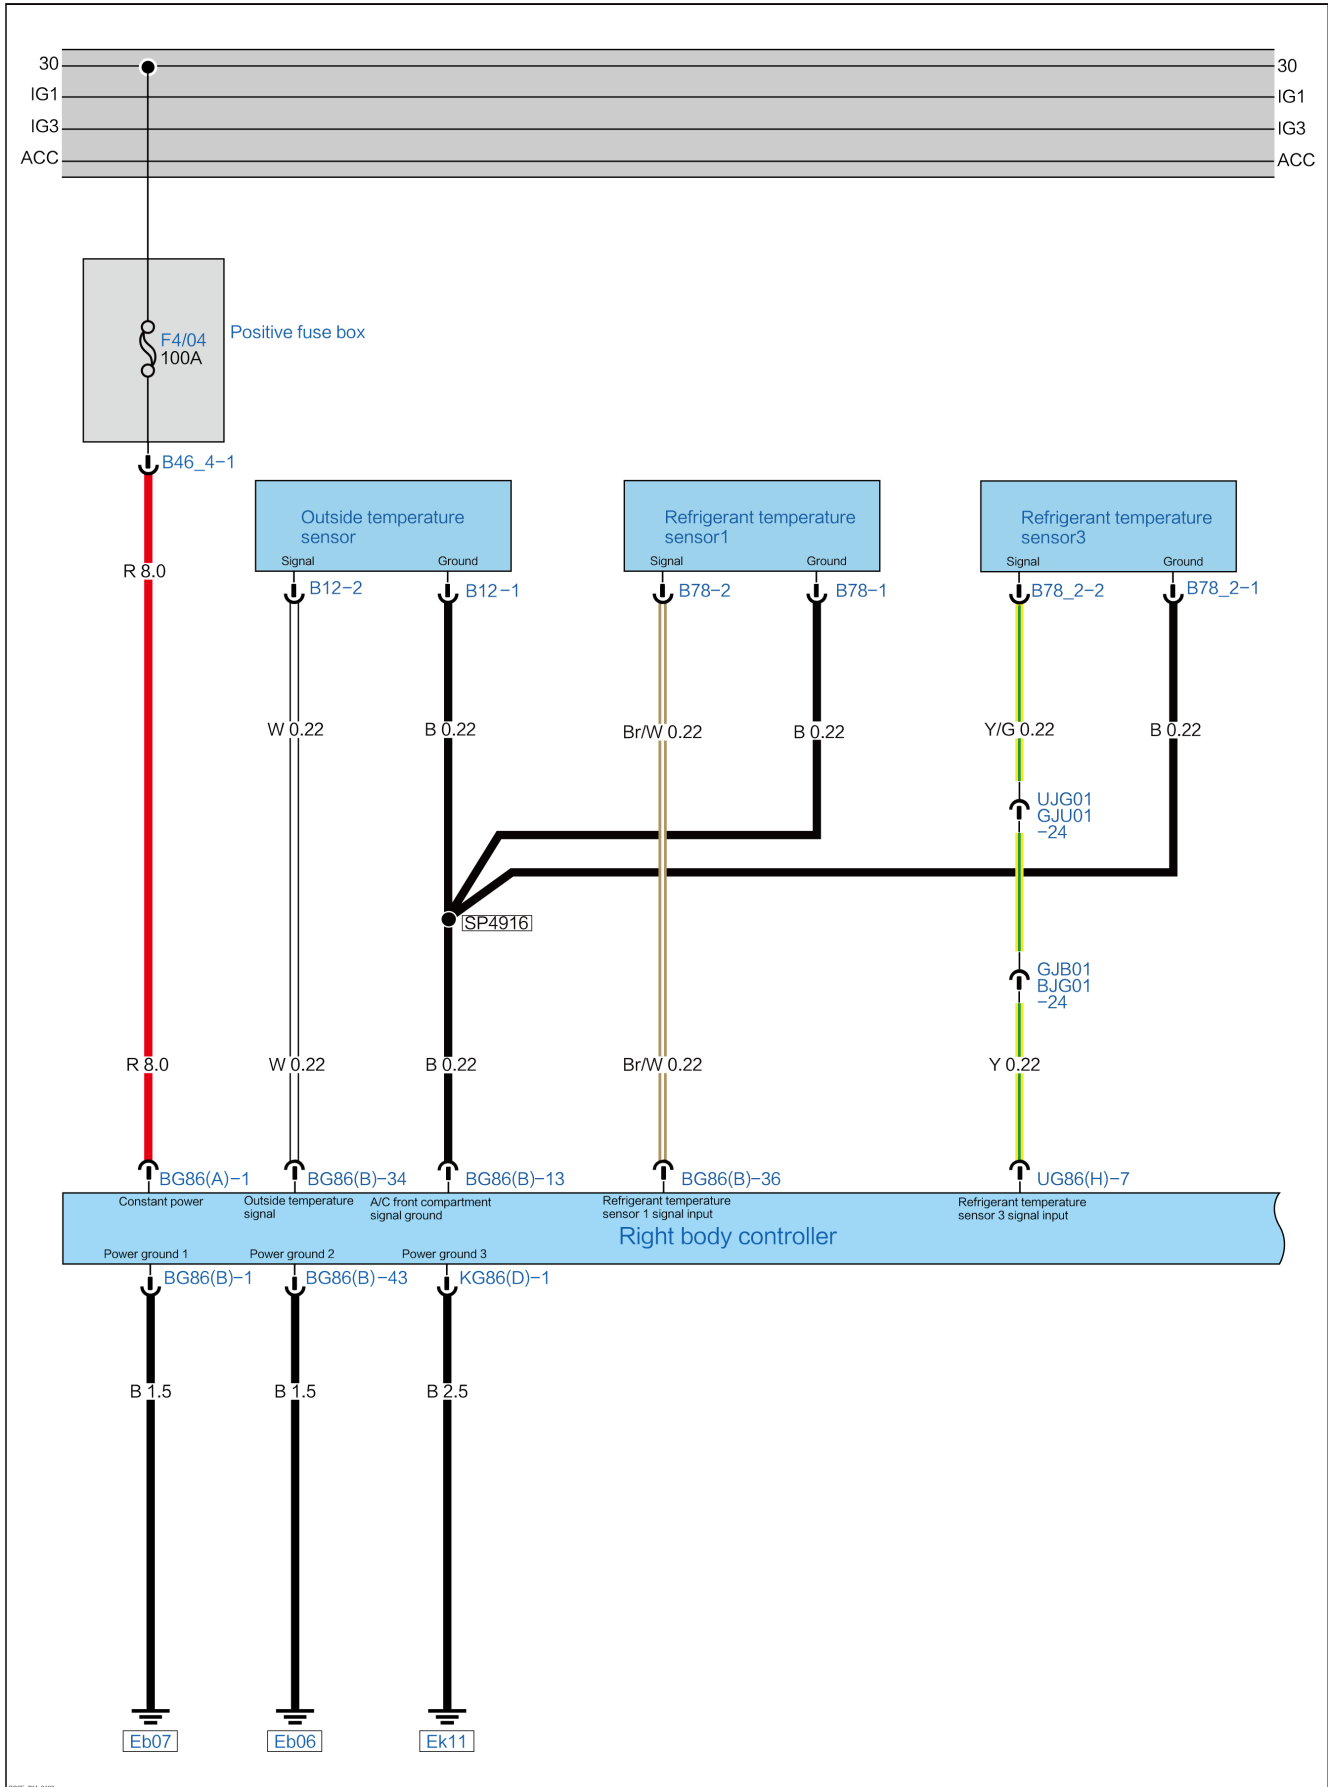 30
30
IG1
IG1
IG3
IG3
ACC
ACC
F4/04
100A
Positive fuse box
B46_4-1
Outside temperature
sensor
Signal
Ground
Refrigerant temperature
sensor1
Signal
Ground
Refrigerant temperature
sensor3
Signal
Ground
B12-2
B12-1
B78-2
B78-1
B78_2-2
B78_2-1
R 8.0
W 0.22
B 0.22
Br/W 0.22
B 0.22
Y/G 0.22
B 0.22
UJG01
GJU01
-24
SP4916
GJB01
BJG01
-24
R 8.0
W 0.22
B 0.22
Br/W 0.22
Y 0.22
BG86(A)-1
BG86(B)-34
BG86(B)-13
BG86(B)-36
UG86(H)-7
Constant power
Outside temperature
signal
A/C front compartment
signal ground
Refrigerant temperature
sensor 1 signal input
Refrigerant temperature
sensor 3 signal input
Right body controller
Power ground 1
Power ground 2
Power ground 3
BG86(B)-1
BG86(B)-43
KG86(D)-1
B 1.5
B 1.5
B 2.5
Eb07
Eb06
Ek11